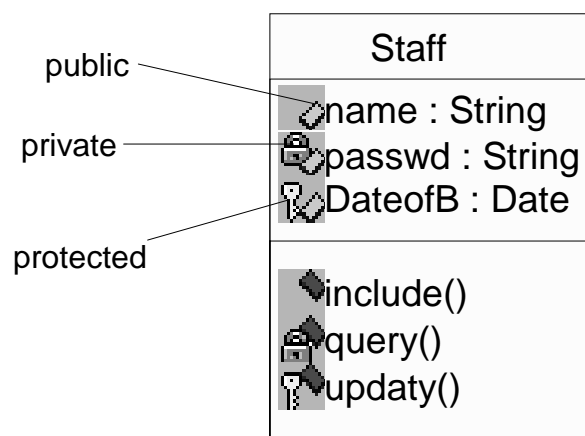 Staff
public
name : String
private
passwd : String
DateofB : Date
protected
include()
query()
updaty()